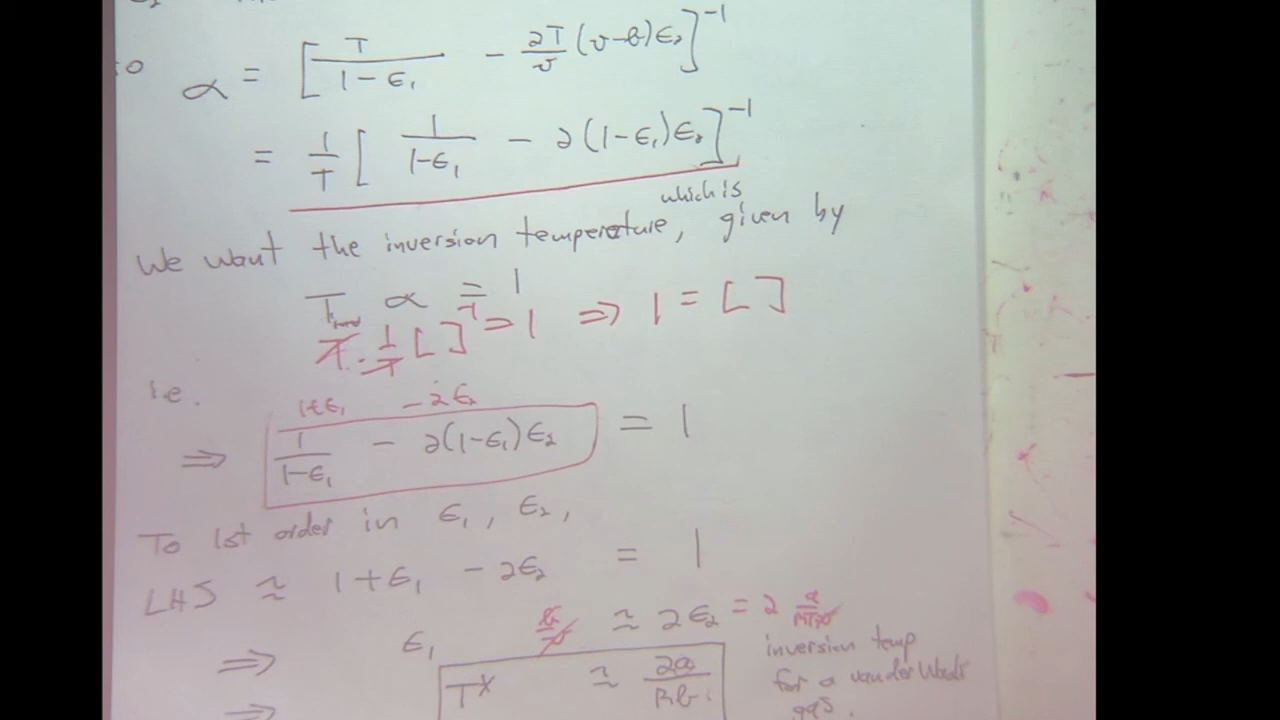 α = [ T/(1-ϵ₁) - 2T/v (v-b)ϵ₂ ]⁻¹
= 1/T [ 1/(1-ϵ₁) - 2(1-ϵ₁)ϵ₂ ]⁻¹
which is
We want the inversion temperature, given by
T α = 1
T · 1/T [ ]⁻¹ = 1 ⇒ 1 = [ ]
i.e.
1+ϵ₁ - 2ϵ₂
⇒ 1/(1-ϵ₁) - 2(1-ϵ₁)ϵ₂ = 1
To 1st order in ϵ₁, ϵ₂,
LHS ≈ 1+ϵ₁ - 2ϵ₂ = 1
⇒ ϵ₁ b/v ≈ 2ϵ₂ = 2 a/RTv
⇒ T* ≈ 2a/Rb
inversion temp
for a van der Waals
gas.